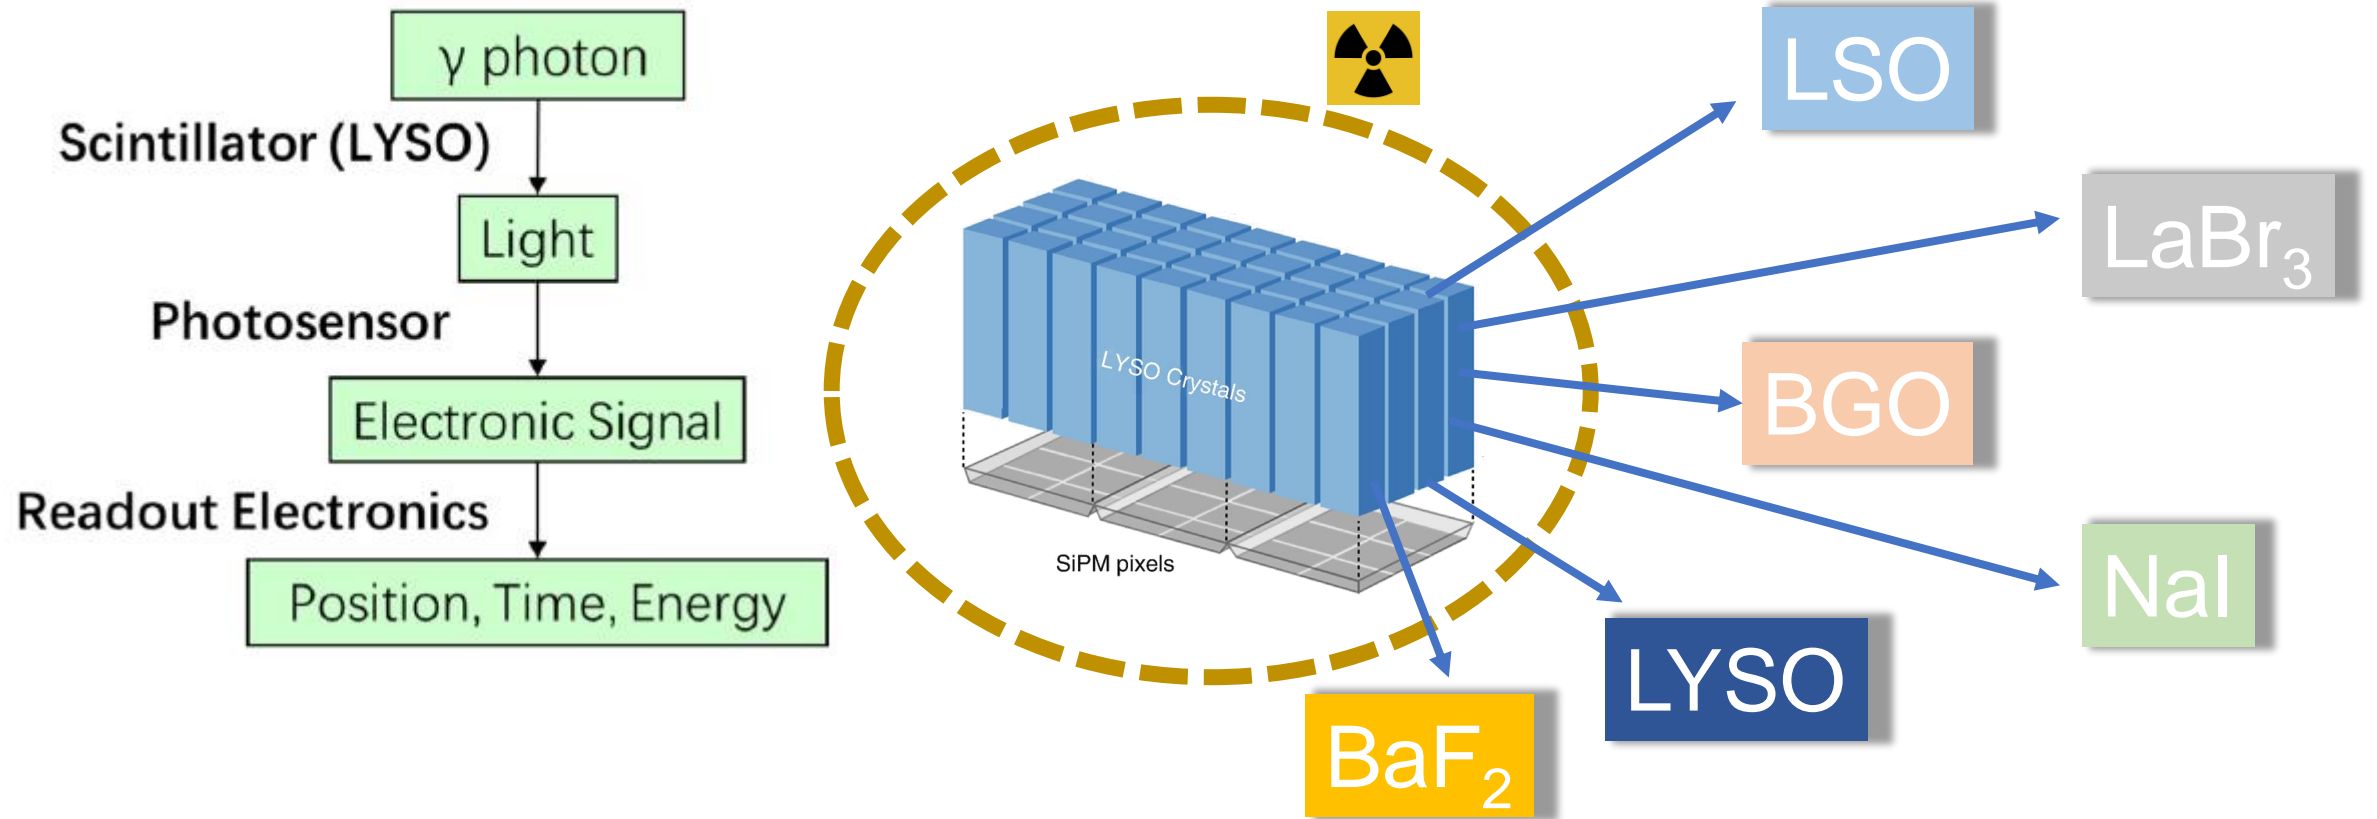 γ photon
Scintillator (LYSO)
Light
Photosensor
Electronic Signal
Readout Electronics
Position, Time, Energy
LYSO Crystals
SiPM pixels
LSO
LaBr₃
BGO
NaI
LYSO
BaF₂